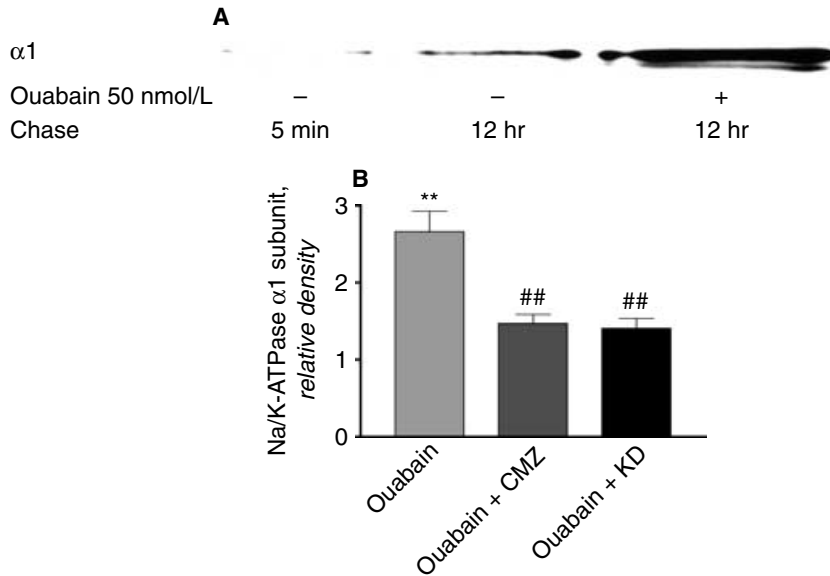 A
α1
Ouabain 50 nmol/L – – +
Chase 5 min 12 hr 12 hr
B
Na/K-ATPase α1 subunit,
relative density
3
2
1
0
**
##
##
Ouabain
Ouabain + CMZ
Ouabain + KD